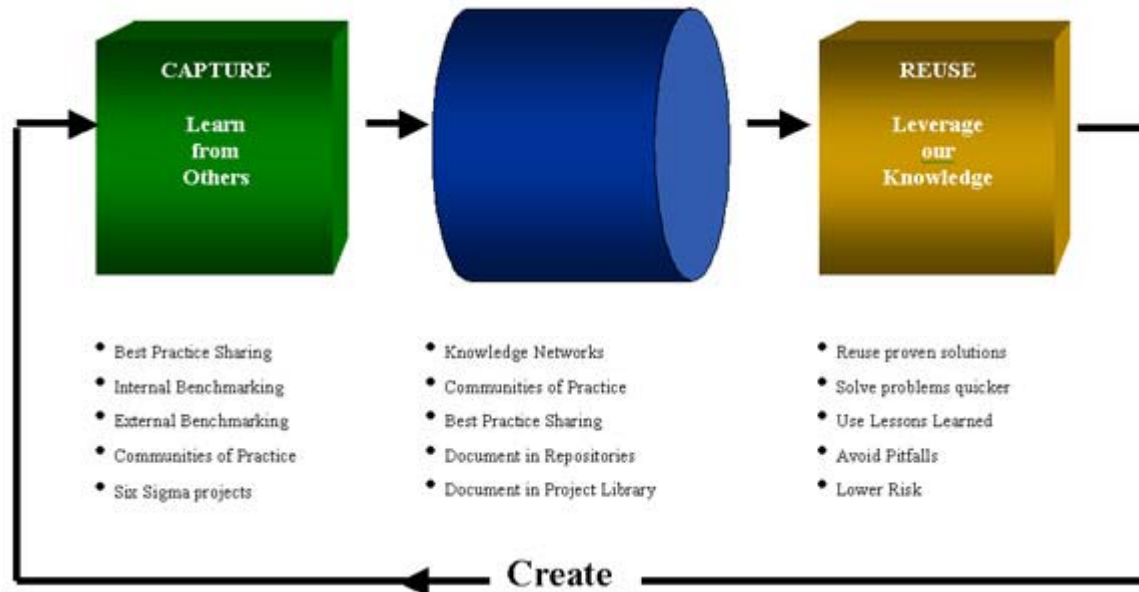 CAPTURE
Learn
from
Others
REUSE
Leverage
our
Knowledge
• Best Practice Sharing
• Internal Benchmarking
• External Benchmarking
• Communities of Practice
• Six Sigma projects
• Knowledge Networks
• Communities of Practice
• Best Practice Sharing
• Document in Repositories
• Document in Project Library
• Reuse proven solutions
• Solve problems quicker
• Use Lessons Learned
• Avoid Pitfalls
• Lower Risk
Create